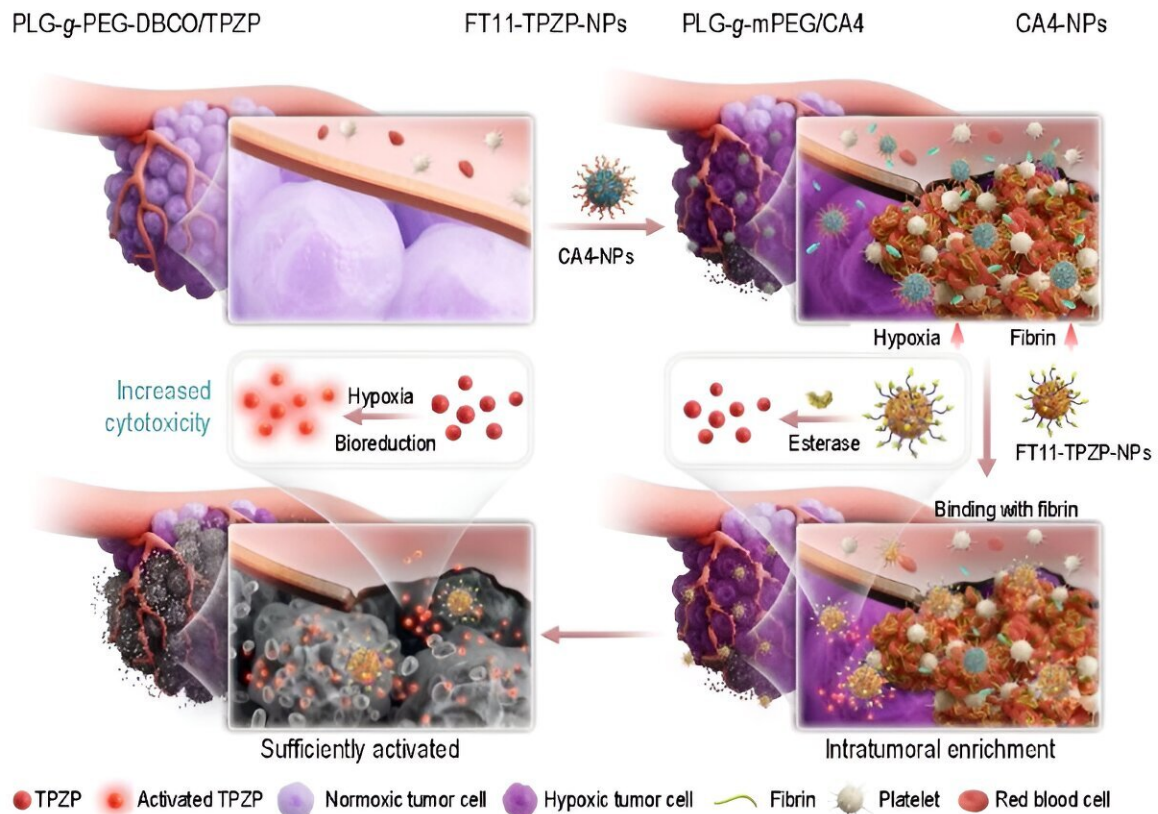 PLG-g-PEG-DBCO/TPZP
FT11-TPZP-NPs
PLG-g-mPEG/CA4
CA4-NPs
CA4-NPs
Hypoxia
Fibrin
Increased
cytotoxicity
Hypoxia
Bioreduction
Esterase
FT11-TPZP-NPs
Binding with fibrin
Sufficiently activated
Intratumoral enrichment
TPZP
Activated TPZP
Normoxic tumor cell
Hypoxic tumor cell
Fibrin
Platelet
Red blood cell